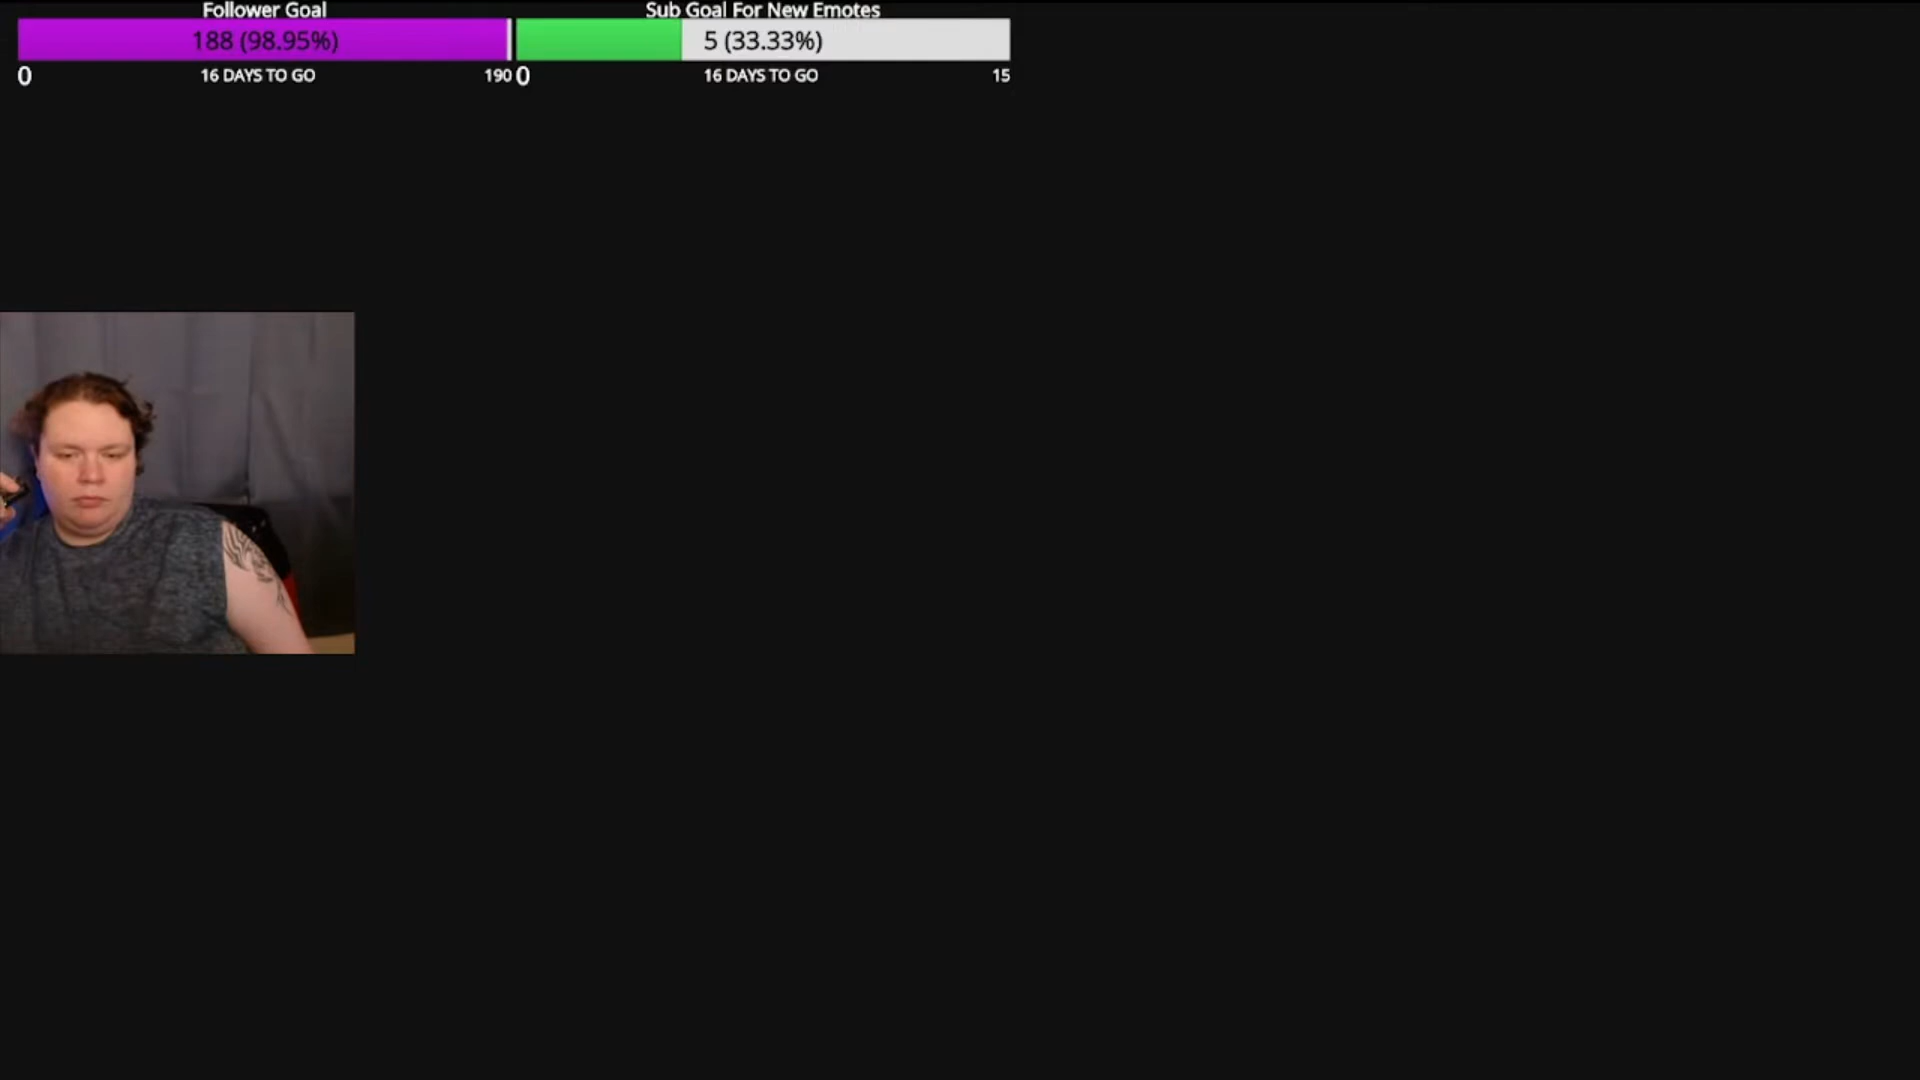 Follower Goal
188 (98.95%)
0 16 DAYS TO GO 190
Sub Goal For New Emotes
5 (33.33%)
0 16 DAYS TO GO 15